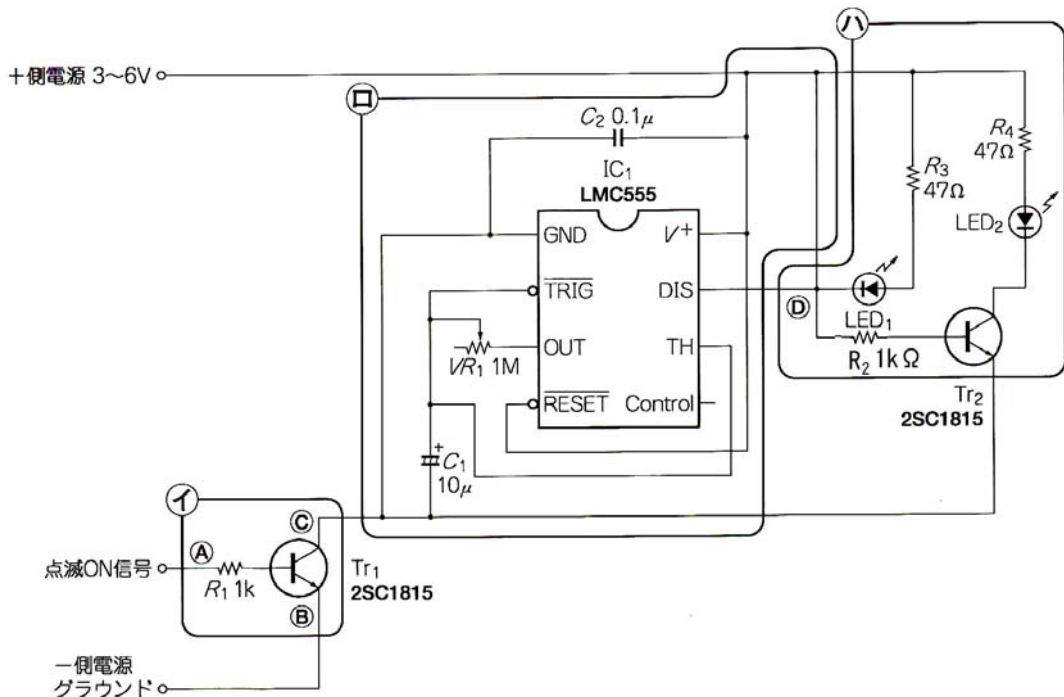 ハ
+側電源 3~6V
ロ
C2 0.1μ
IC1
LMC555
R4
47Ω
R3
47Ω
LED2
GND
V+
TRIG
DIS
D
LED1
OUT
TH
VR1 1M
R2 1kΩ
RESET
Control
Tr2
2SC1815
+
C1
10μ
イ
C
A
点滅ON信号
R1 1k
Tr1
2SC1815
B
−側電源
グラウンド